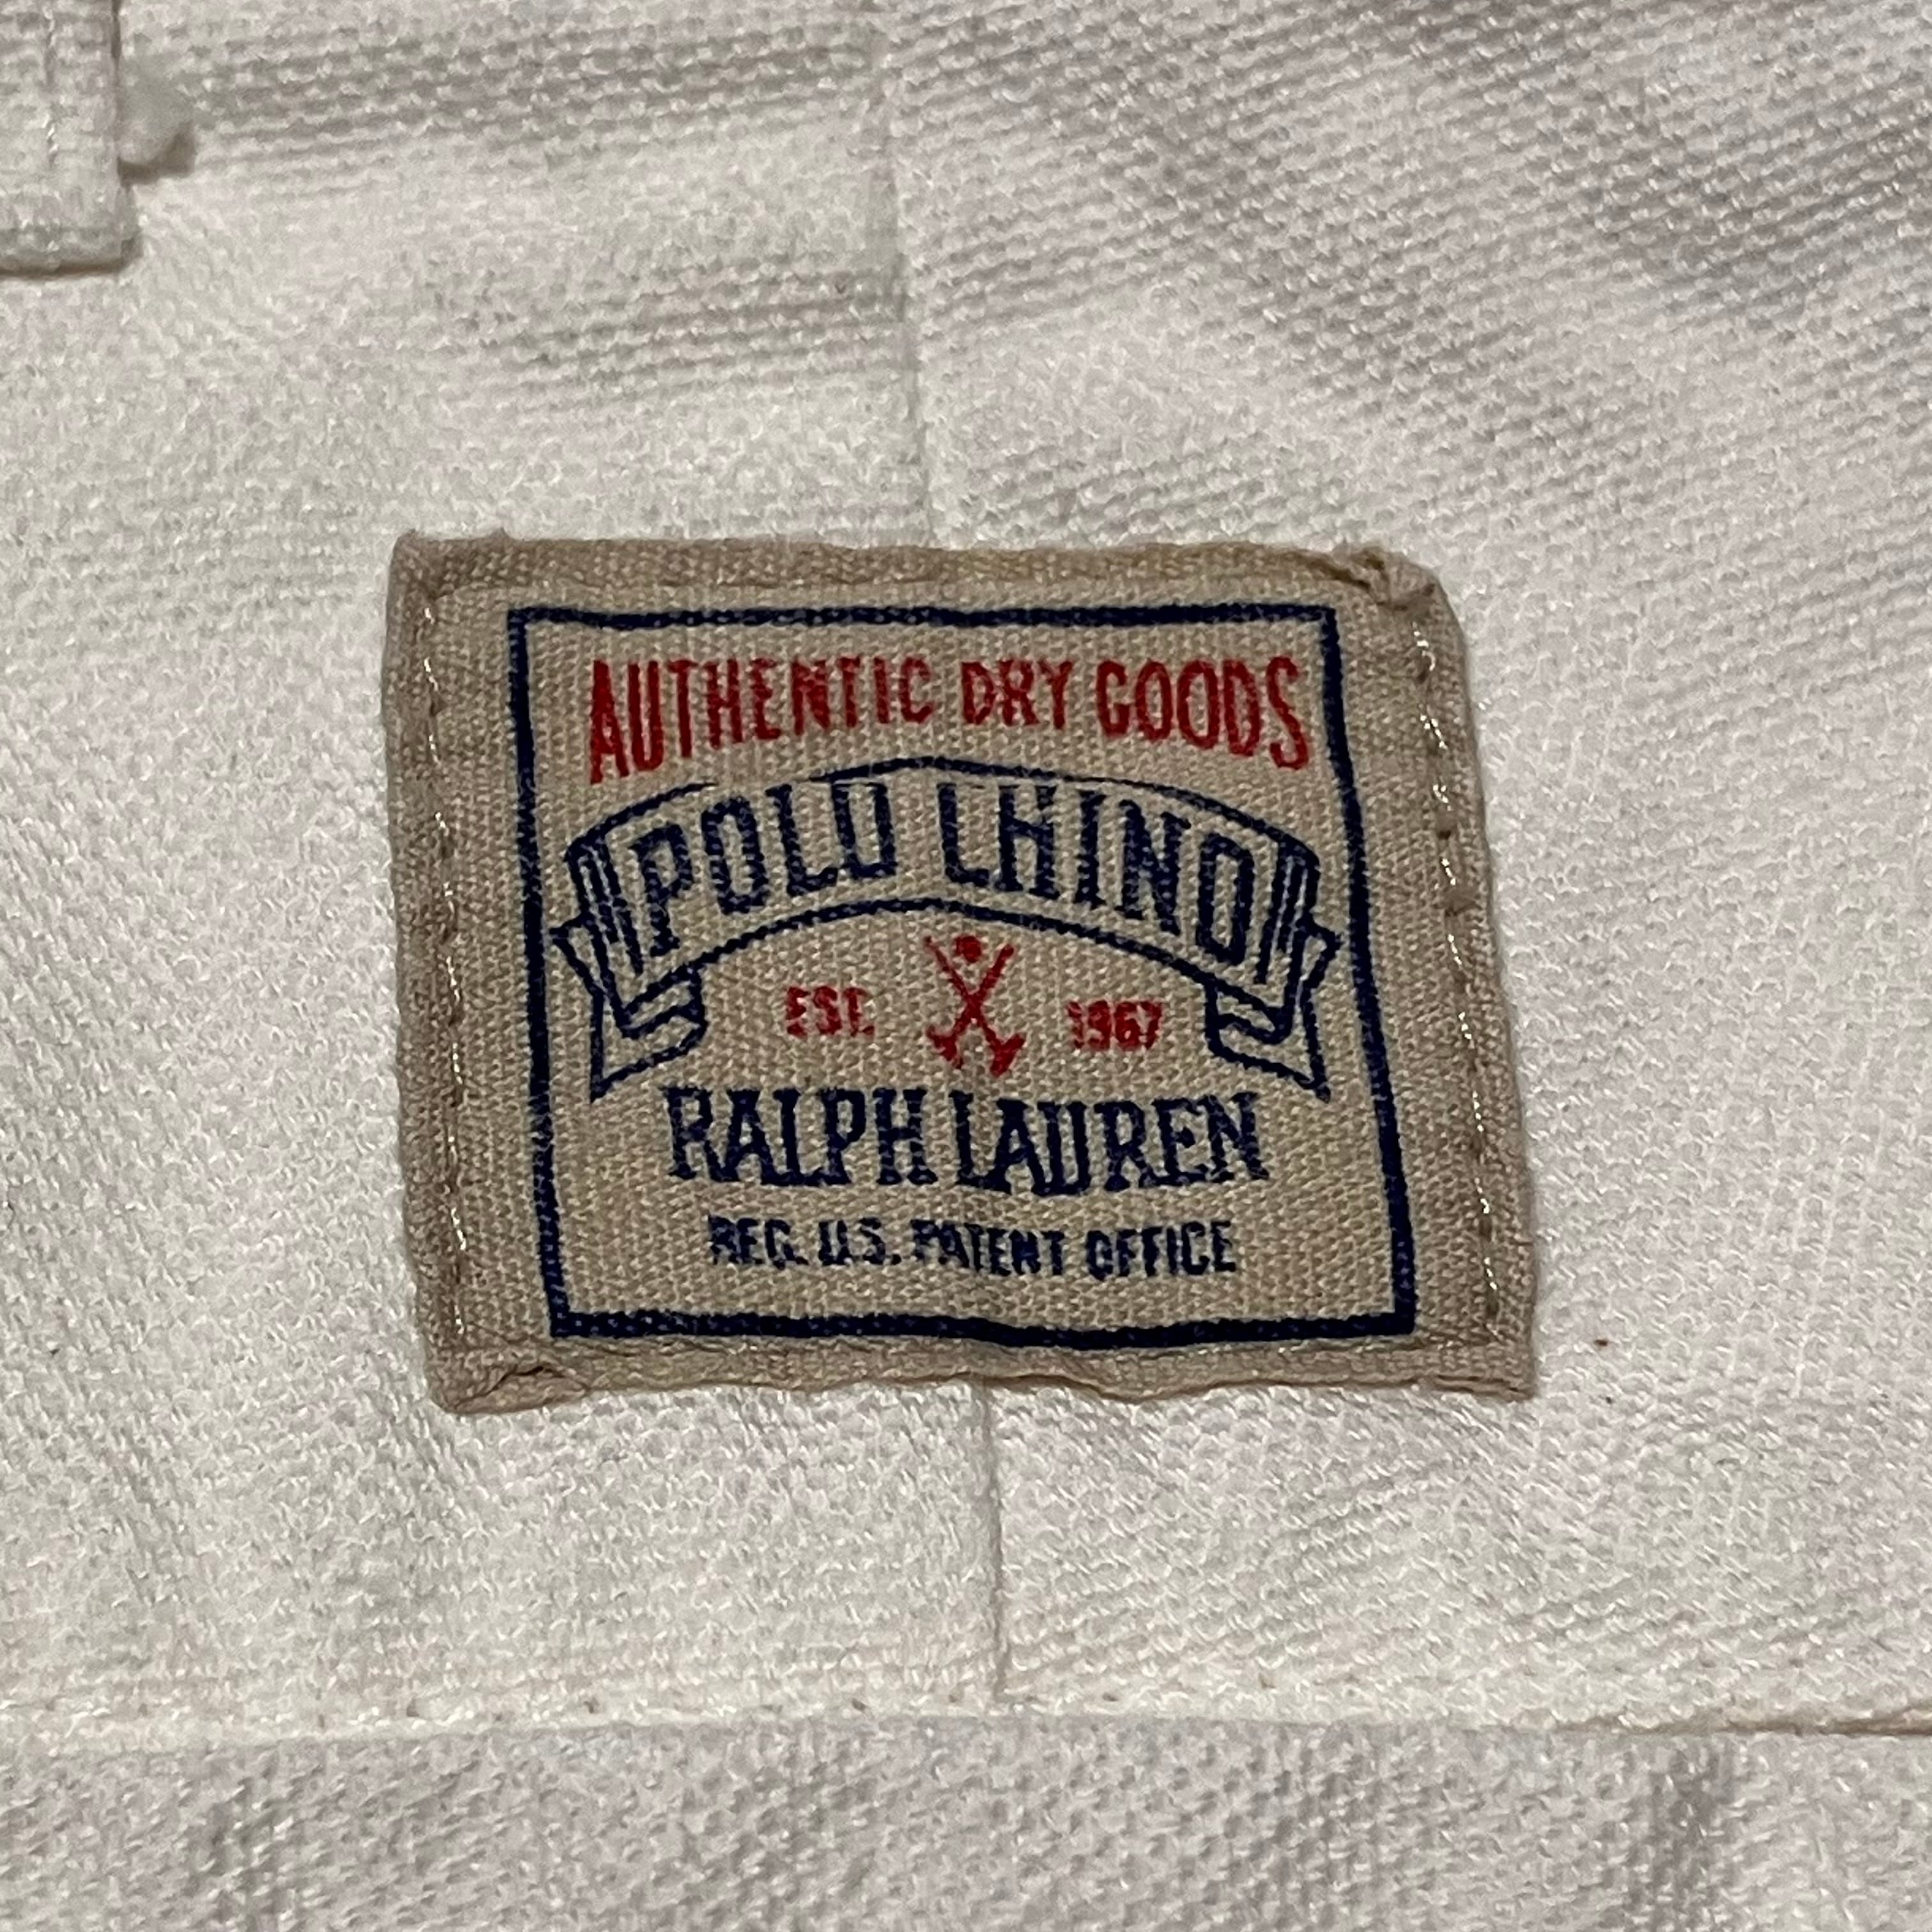 AUTHENTIC DRY GOODS
POLO CHINO
EST. 1967
RALPH LAUREN
REG. U.S. PATENT OFFICE